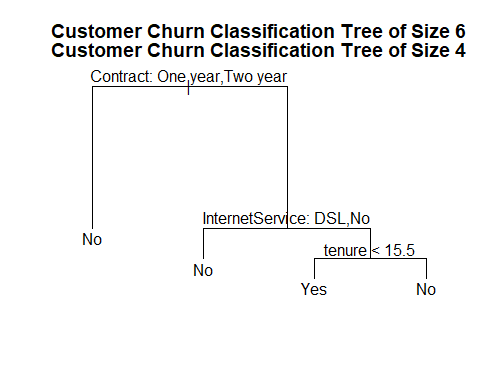 Customer Churn Classification Tree of Size 6
Customer Churn Classification Tree of Size 4
Contract: One year,Two year
InternetService: DSL,No
No
tenure < 15.5
No
Yes
No